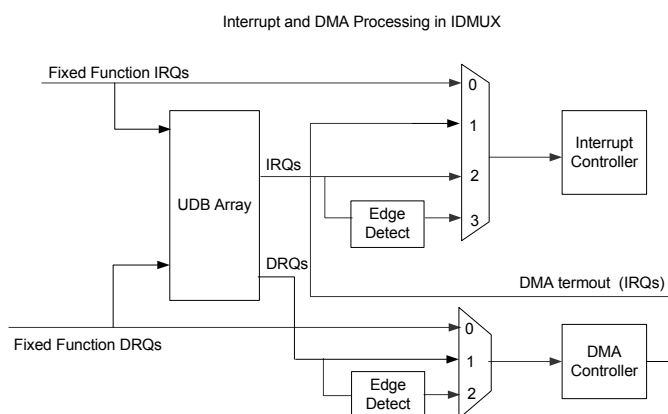 Interrupt and DMA Processing in IDMUX
Fixed Function IRQs
0
1
2
3
Interrupt
Controller
IRQs
UDB Array
Edge
Detect
DRQs
DMA termout (IRQs)
Fixed Function DRQs
0
1
2
DMA
Controller
Edge
Detect